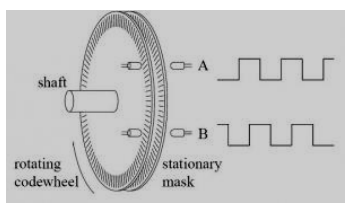 A
shaft
B
rotating
codewheel
stationary
mask